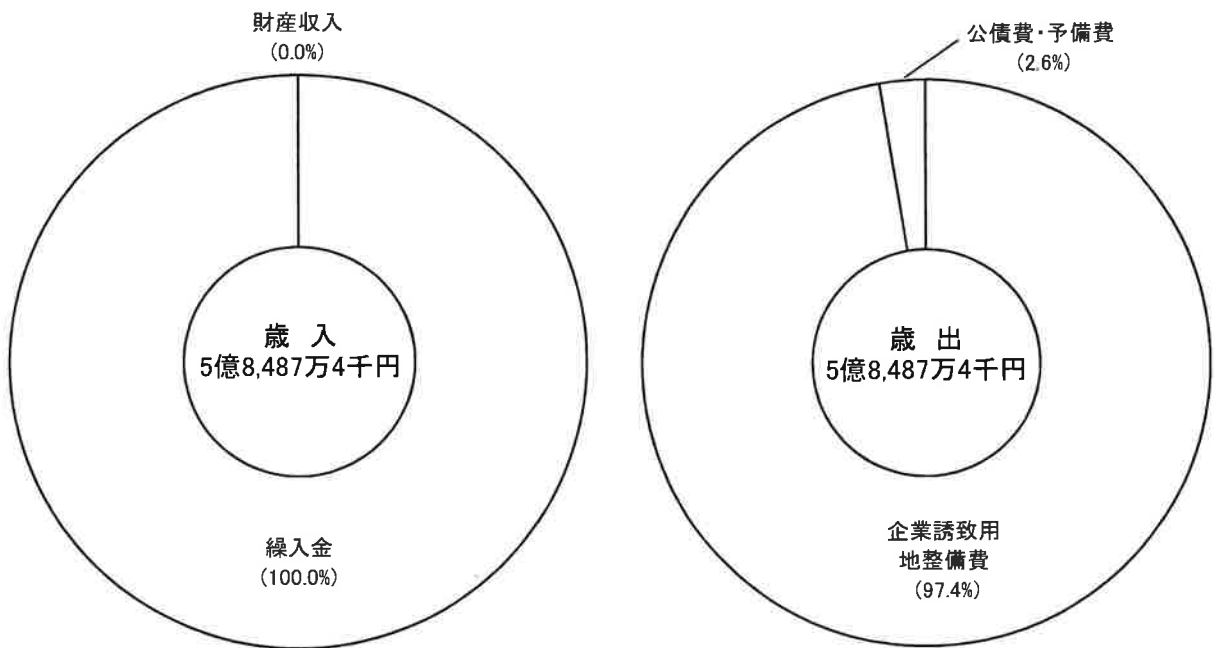 財産収入
(0.0%)
歳 入
5億8,487万4千円
繰入金
(100.0%)
公債費・予備費
(2.6%)
歳 出
5億8,487万4千円
企業誘致用
地整備費
(97.4%)